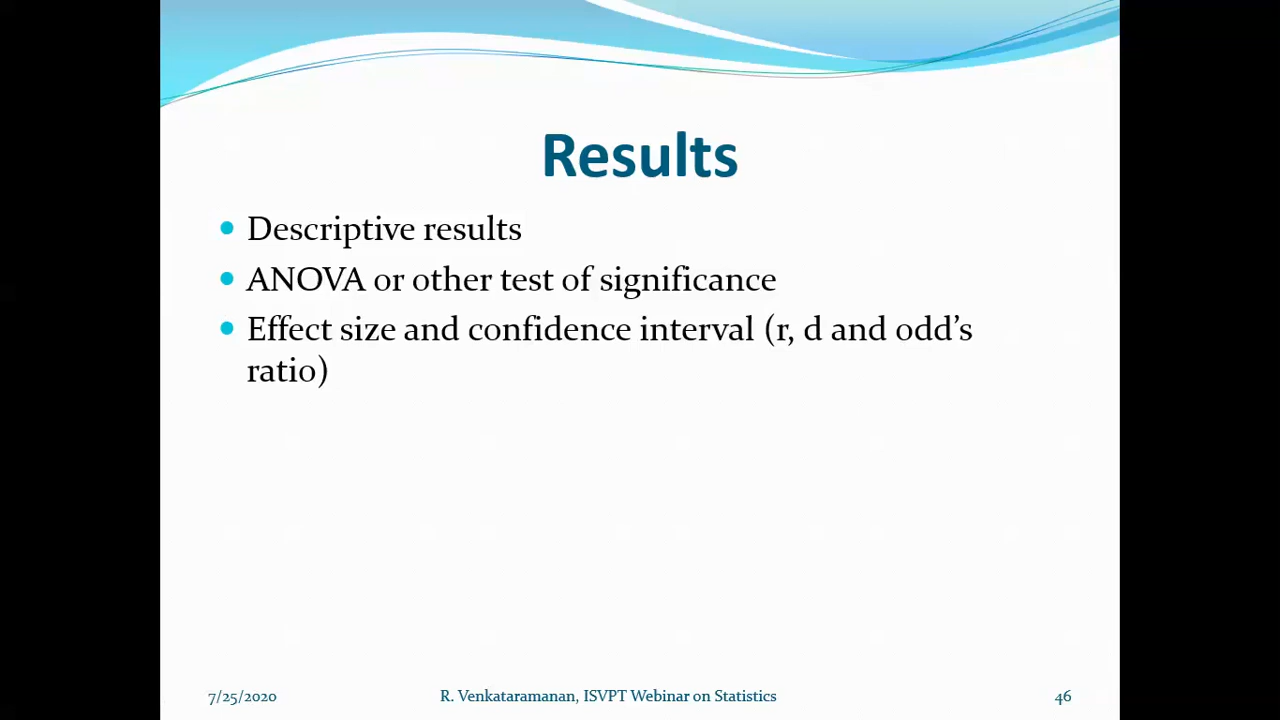 Results
• Descriptive results
• ANOVA or other test of significance
• Effect size and confidence interval (r, d and odd’s
ratio)
7/25/2020 R. Venkataramanan, ISVPT Webinar on Statistics 46